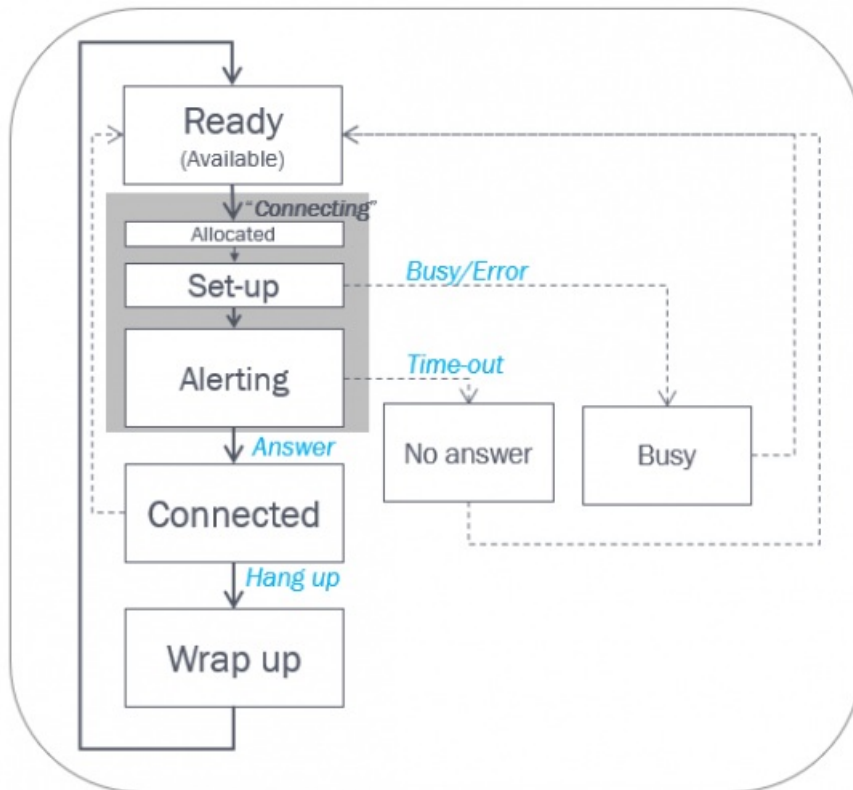 Ready
(Available)
"Connecting"
Allocated
Set-up
Busy/Error
Alerting
Time-out
No answer
Busy
Answer
Connected
Hang up
Wrap up